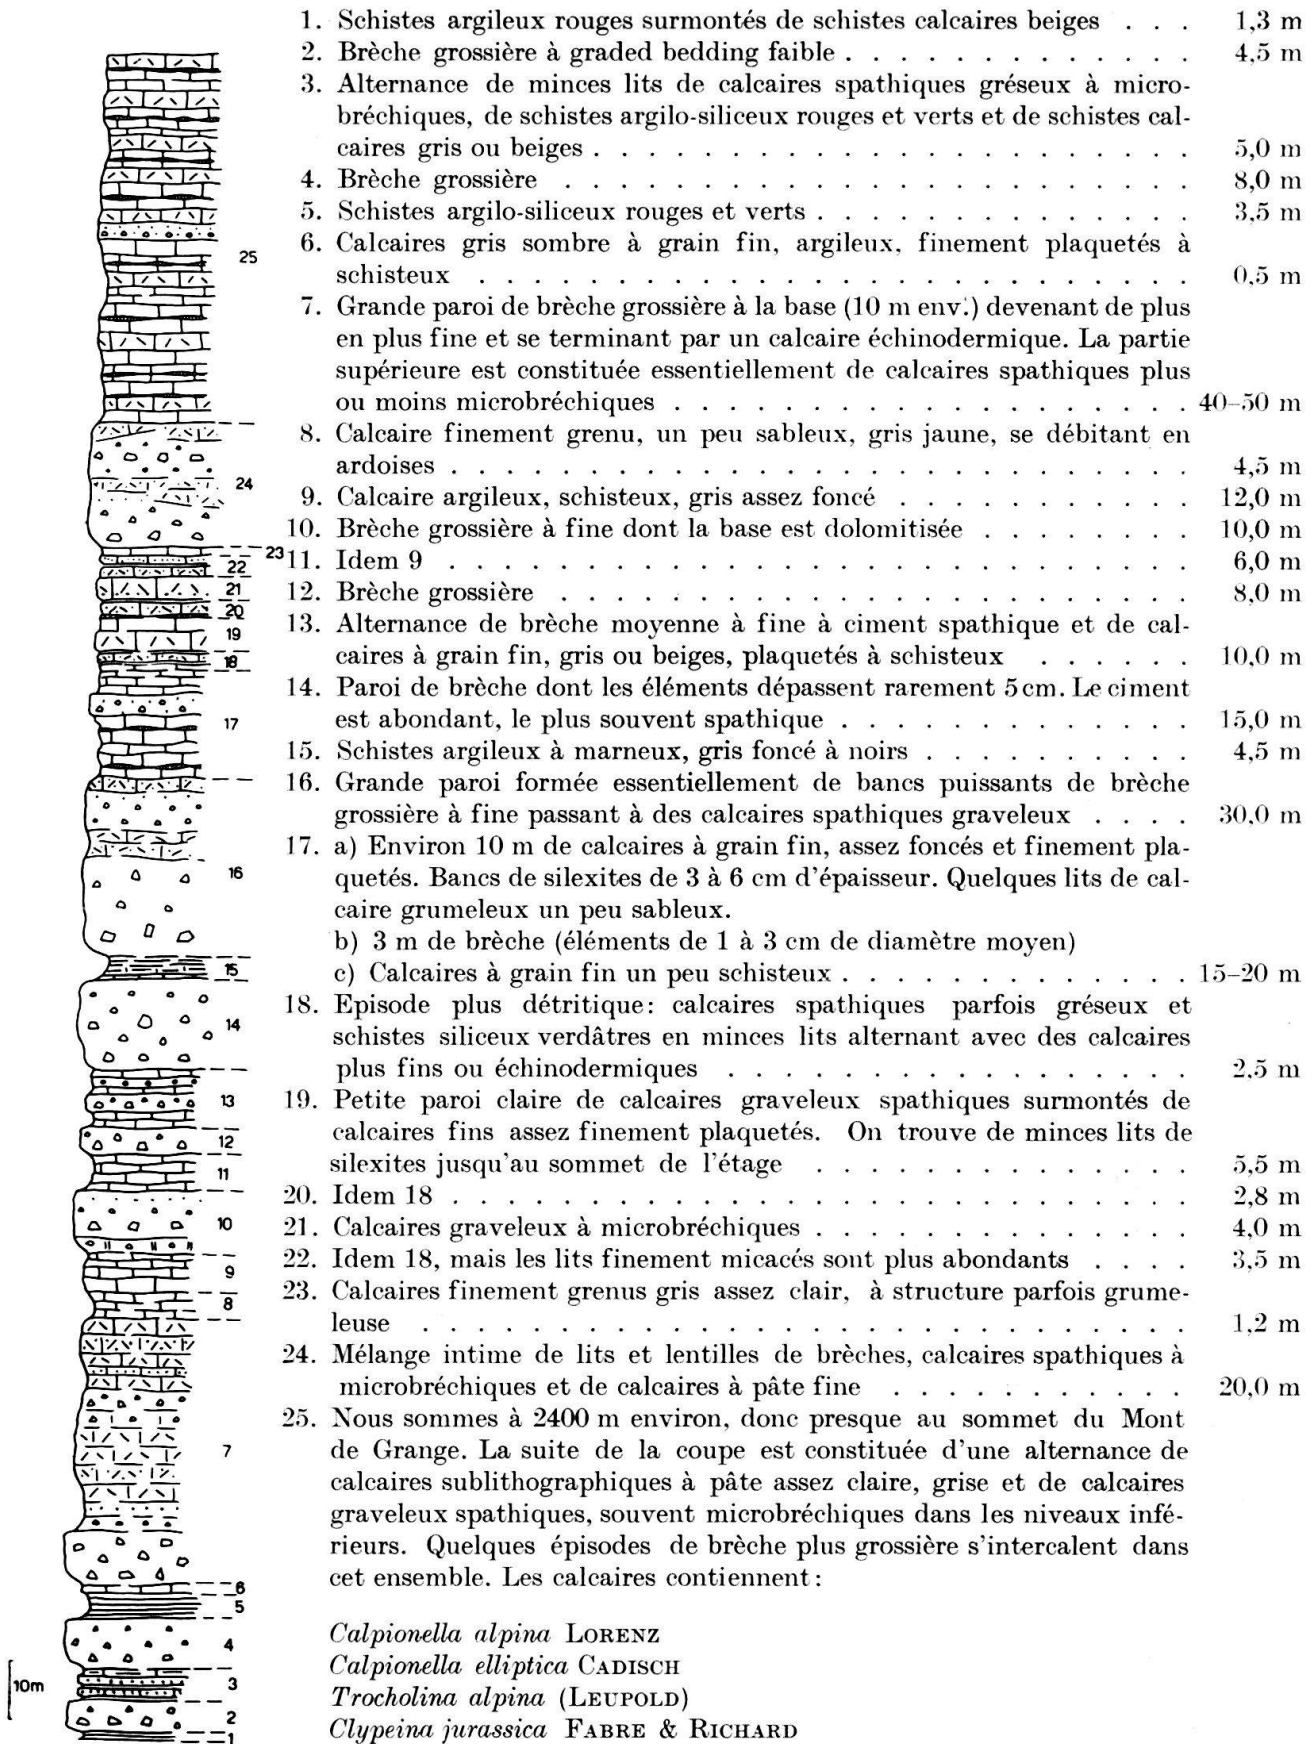 1. Schistes argileux rouges surmontés de schistes calcaires beiges . . . 1,3 m
2. Brèche grossière à graded bedding faible . . . . . . . . . . . . . 4,5 m
3. Alternance de minces lits de calcaires spathiques gréseux à micro-
bréchiques, de schistes argilo-siliceux rouges et verts et de schistes cal-
caires gris ou beiges . . . . . . . . . . . . . . . . . . . . . . 5,0 m
4. Brèche grossière . . . . . . . . . . . . . . . . . . . . . . . 8,0 m
5. Schistes argilo-siliceux rouges et verts . . . . . . . . . . . . . . 3,5 m
6. Calcaires gris sombre à grain fin, argileux, finement plaquetés à
schisteux . . . . . . . . . . . . . . . . . . . . . . . . . . 0,5 m
7. Grande paroi de brèche grossière à la base (10 m env.) devenant de plus
en plus fine et se terminant par un calcaire échinodermique. La partie
supérieure est constituée essentiellement de calcaires spathiques plus
ou moins microbréchiques . . . . . . . . . . . . . . . . . . . 40–50 m
8. Calcaire finement grenu, un peu sableux, gris jaune, se débitant en
ardoises . . . . . . . . . . . . . . . . . . . . . . . . . . . 4,5 m
9. Calcaire argileux, schisteux, gris assez foncé . . . . . . . . . . . 12,0 m
10. Brèche grossière à fine dont la base est dolomitisée . . . . . . . . 10,0 m
11. Idem 9 . . . . . . . . . . . . . . . . . . . . . . . . . . . 6,0 m
12. Brèche grossière . . . . . . . . . . . . . . . . . . . . . . . 8,0 m
13. Alternance de brèche moyenne à fine à ciment spathique et de cal-
caires à grain fin, gris ou beiges, plaquetés à schisteux . . . . . . 10,0 m
14. Paroi de brèche dont les éléments dépassent rarement 5 cm. Le ciment
est abondant, le plus souvent spathique . . . . . . . . . . . . . 15,0 m
15. Schistes argileux à marneux, gris foncé à noirs . . . . . . . . . . 4,5 m
16. Grande paroi formée essentiellement de bancs puissants de brèche
grossière à fine passant à des calcaires spathiques graveleux . . . . 30,0 m
17. a) Environ 10 m de calcaires à grain fin, assez foncés et finement pla-
quetés. Bancs de silexites de 3 à 6 cm d'épaisseur. Quelques lits de cal-
caire grumeleux un peu sableux.
b) 3 m de brèche (éléments de 1 à 3 cm de diamètre moyen)
c) Calcaires à grain fin un peu schisteux . . . . . . . . . . . . . 15–20 m
18. Episode plus détritique: calcaires spathiques parfois gréseux et
schistes siliceux verdâtres en minces lits alternant avec des calcaires
plus fins ou échinodermiques . . . . . . . . . . . . . . . . . 2,5 m
19. Petite paroi claire de calcaires graveleux spathiques surmontés de
calcaires fins assez finement plaquetés. On trouve de minces lits de
silexites jusqu'au sommet de l'étage . . . . . . . . . . . . . . 5,5 m
20. Idem 18 . . . . . . . . . . . . . . . . . . . . . . . . . . . 2,8 m
21. Calcaires graveleux à microbréchiques . . . . . . . . . . . . . . 4,0 m
22. Idem 18, mais les lits finement micacés sont plus abondants . . . . 3,5 m
23. Calcaires finement grenus gris assez clair, à structure parfois grume-
leuse . . . . . . . . . . . . . . . . . . . . . . . . . . . . 1,2 m
24. Mélange intime de lits et lentilles de brèches, calcaires spathiques à
microbréchiques et de calcaires à pâte fine . . . . . . . . . . . 20,0 m
25. Nous sommes à 2400 m environ, donc presque au sommet du Mont
de Grange. La suite de la coupe est constituée d'une alternance de
calcaires sublithographiques à pâte assez claire, grise et de calcaires
graveleux spathiques, souvent microbréchiques dans les niveaux infé-
rieurs. Quelques épisodes de brèche plus grossière s'intercalent dans
cet ensemble. Les calcaires contiennent:
Calpionella alpina LORENZ
Calpionella elliptica CADISCH
Trocholina alpina (LEUPOLD)
Clypeina jurassica FABRE & RICHARD
25
24
23
22
21
20
19
18
17
16
15
14
13
12
11
10
9
8
7
6
5
4
3
2
1
10m